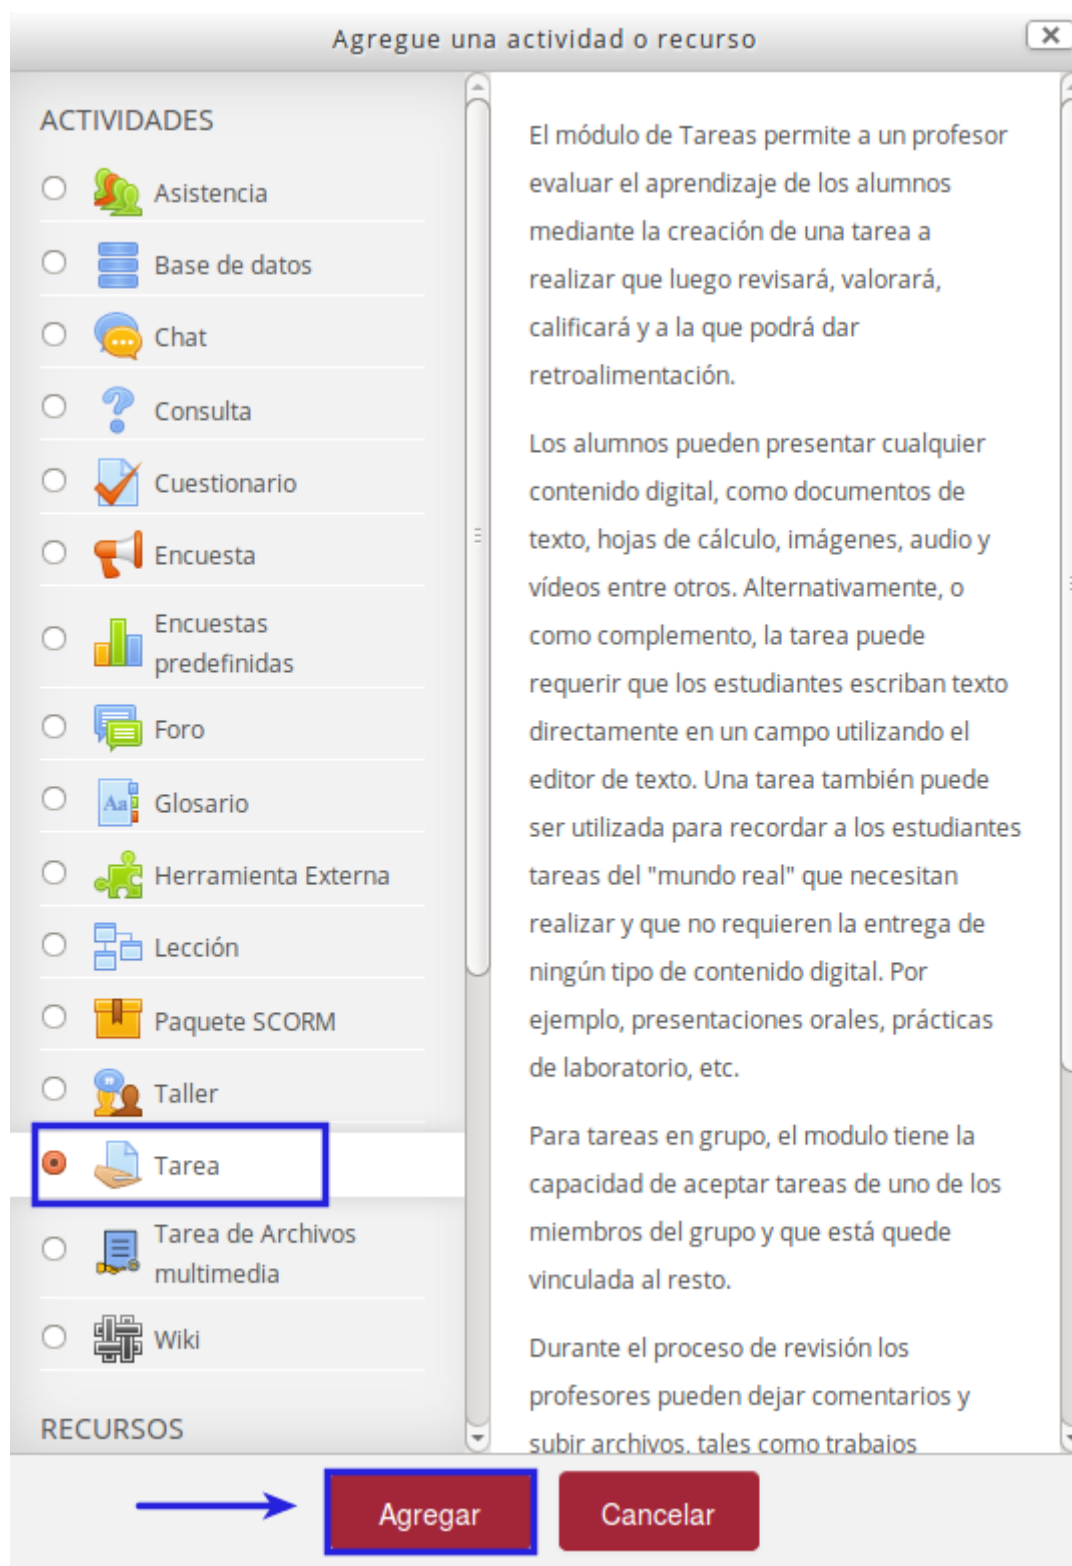 Agregue una actividad o recurso
ACTIVIDADES
Asistencia
Base de datos
Chat
Consulta
Cuestionario
Encuesta
Encuestas
predefinidas
Foro
Aa
Glosario
Herramienta Externa
Lección
Paquete SCORM
Taller
Tarea
Tarea de Archivos
multimedia
Wiki
RECURSOS
El módulo de Tareas permite a un profesor
evaluar el aprendizaje de los alumnos
mediante la creación de una tarea a
realizar que luego revisará, valorará,
calificará y a la que podrá dar
retroalimentación.
Los alumnos pueden presentar cualquier
contenido digital, como documentos de
texto, hojas de cálculo, imágenes, audio y
vídeos entre otros. Alternativamente, o
como complemento, la tarea puede
requerir que los estudiantes escriban texto
directamente en un campo utilizando el
editor de texto. Una tarea también puede
ser utilizada para recordar a los estudiantes
tareas del "mundo real" que necesitan
realizar y que no requieren la entrega de
ningún tipo de contenido digital. Por
ejemplo, presentaciones orales, prácticas
de laboratorio, etc.
Para tareas en grupo, el modulo tiene la
capacidad de aceptar tareas de uno de los
miembros del grupo y que está quede
vinculada al resto.
Durante el proceso de revisión los
profesores pueden dejar comentarios y
subir archivos, tales como trabajos
Agregar
Cancelar